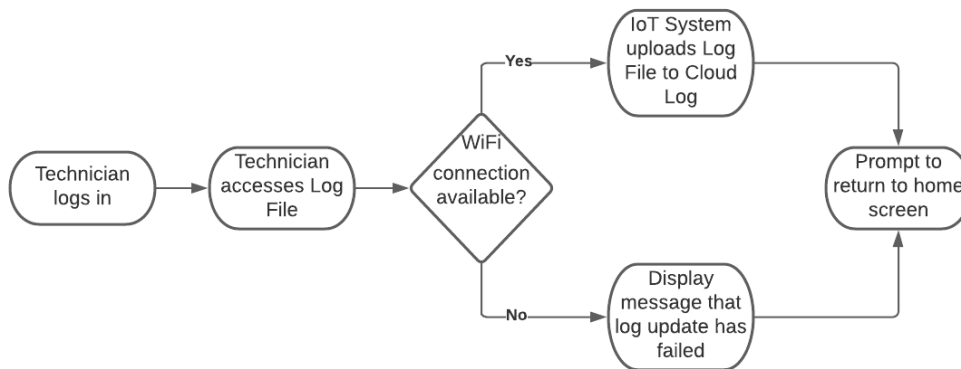 Technician
logs in
Technician
accesses Log
File
WiFi
connection
available?
Yes
IoT System
uploads Log
File to Cloud
Log
No
Display
message that
log update has
failed
Prompt to
return to home
screen